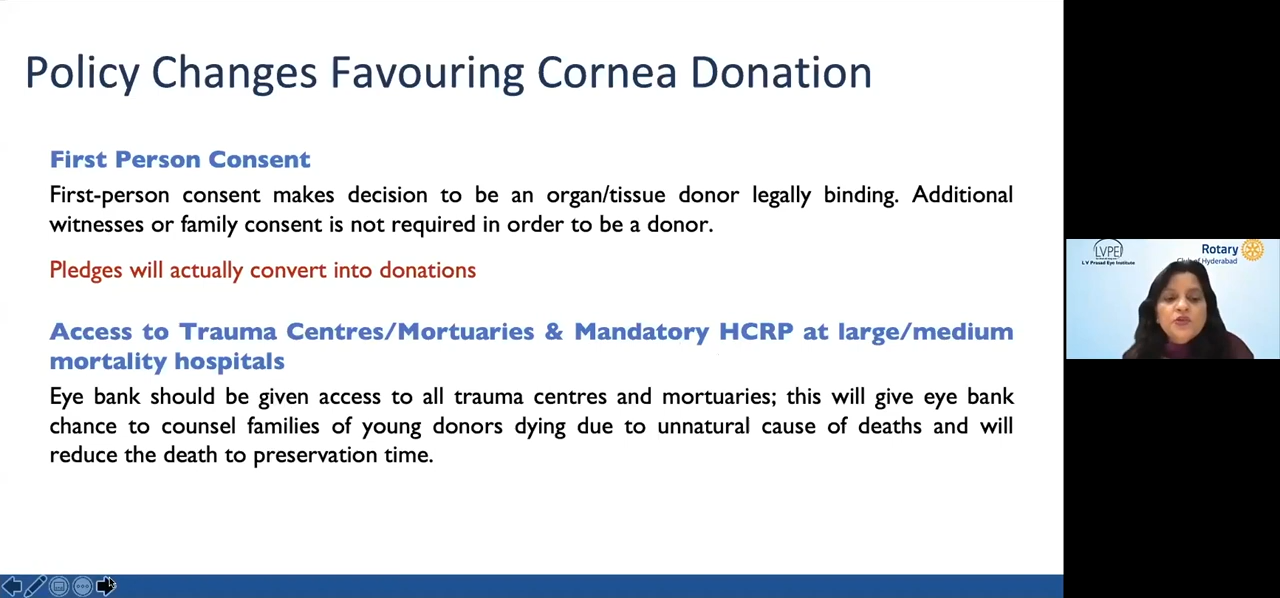 Policy Changes Favouring Cornea Donation
First Person Consent
First-person consent makes decision to be an organ/tissue donor legally binding. Additional
witnesses or family consent is not required in order to be a donor.
Pledges will actually convert into donations
Access to Trauma Centres/Mortuaries & Mandatory HCRP at large/medium
mortality hospitals
Eye bank should be given access to all trauma centres and mortuaries; this will give eye bank
chance to counsel families of young donors dying due to unnatural cause of deaths and will
reduce the death to preservation time.
LVPEI
L V Prasad Eye Institute
Rotary
of Hyderabad